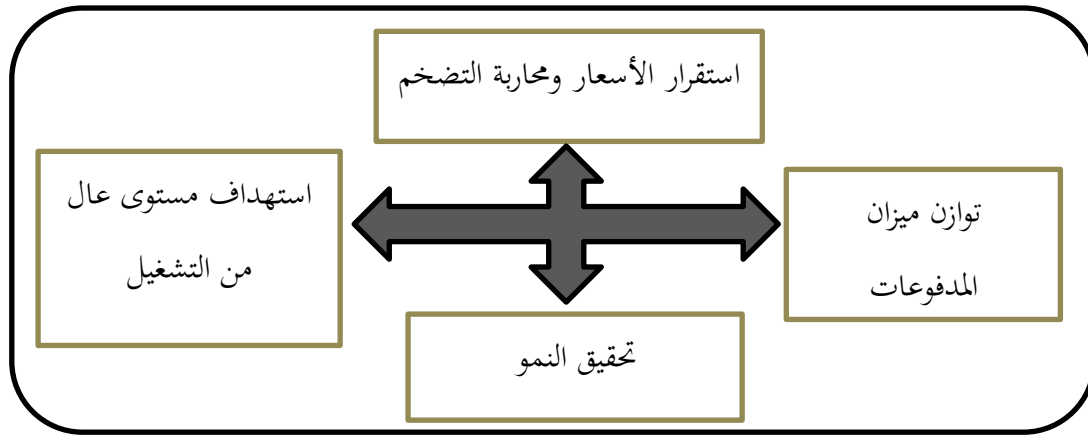 استقرار الأسعار ومحاربة التضخم
توازن ميزان
المدفوعات
استهداف مستوى عال
من التشغيل
تحقيق النمو